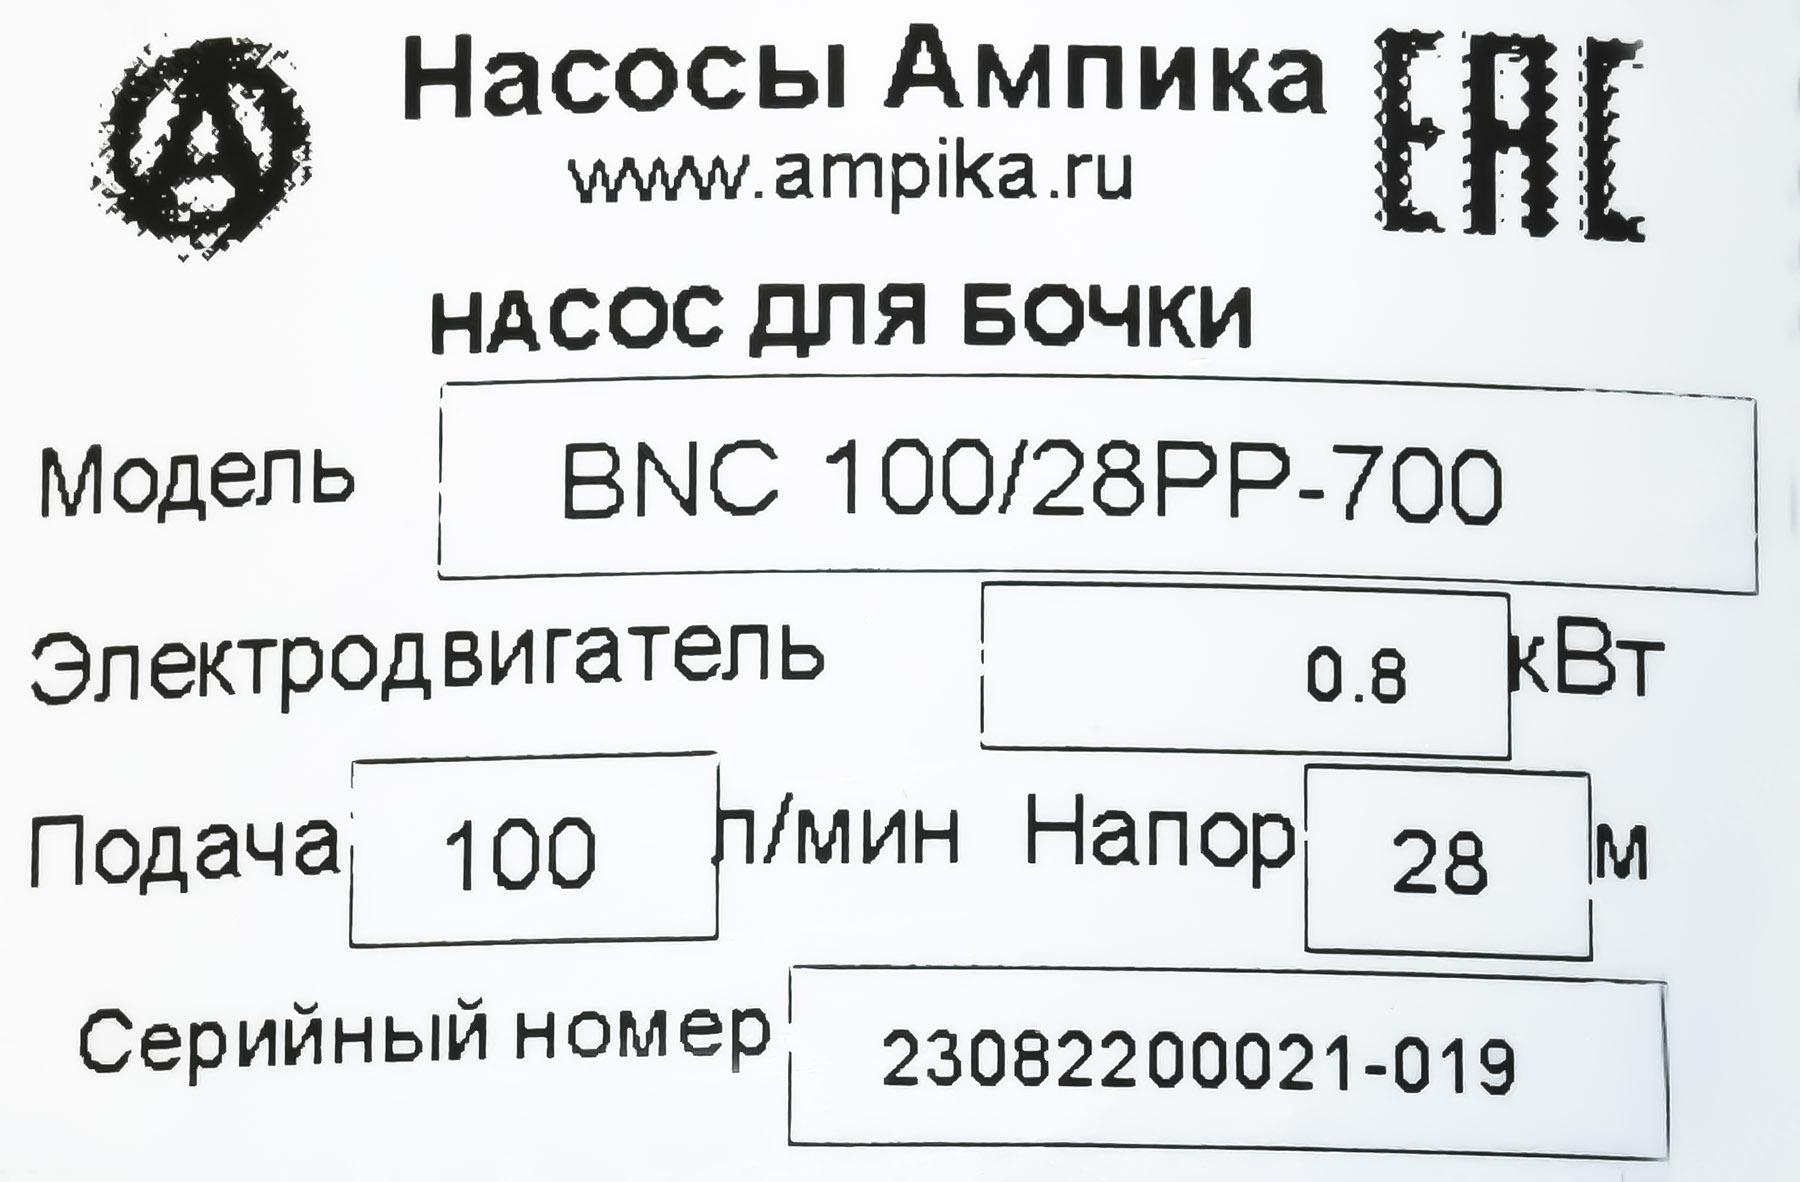 Насосы Ампика
EAC
www.ampika.ru
НАСОС ДЛЯ БОЧКИ
Модель BNC 100/28PP-700
Электродвигатель 0.8 кВт
Подача 100 л/мин Напор 28 м
Серийный номер 23082200021-019